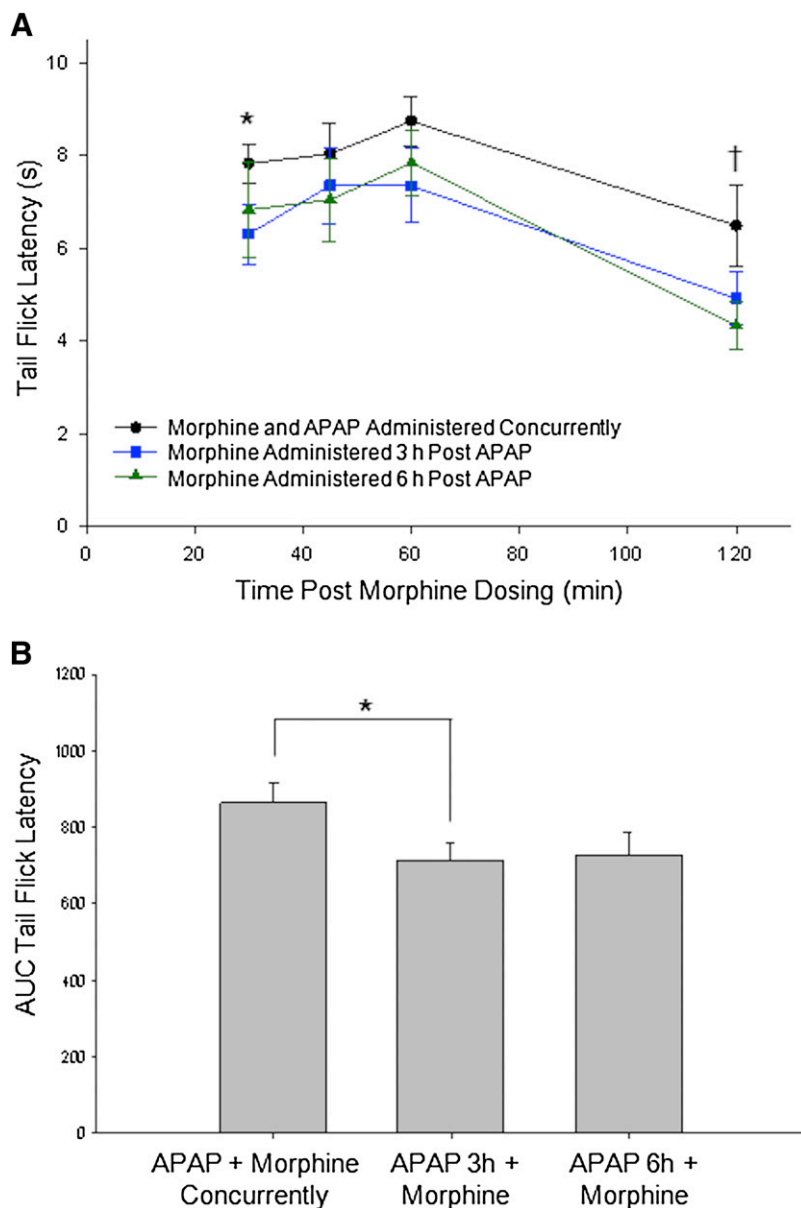 A
Tail Flick Latency (s)
10
8
6
4
2
0
*
†
Morphine and APAP Administered Concurrently
Morphine Administered 3 h Post APAP
Morphine Administered 6 h Post APAP
0 20 40 60 80 100 120
Time Post Morphine Dosing (min)
B
AUC Tail Flick Latency
1200
1000
800
600
400
200
0
*
APAP + Morphine
Concurrently
APAP 3h +
Morphine
APAP 6h +
Morphine